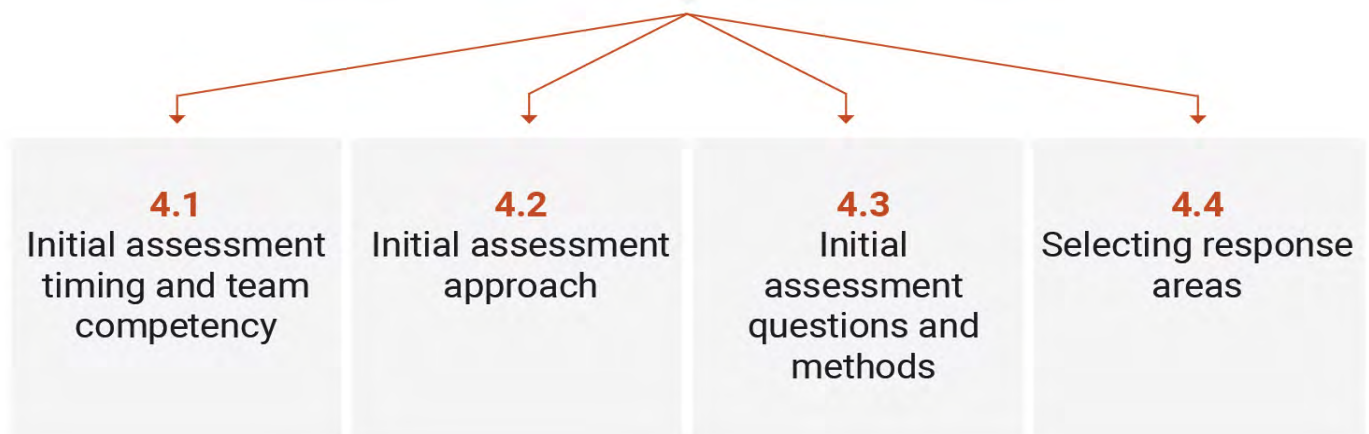 4.1
Initial assessment
timing and team
competency
4.2
Initial assessment
approach
4.3
Initial
assessment
questions and
methods
4.4
Selecting response
areas